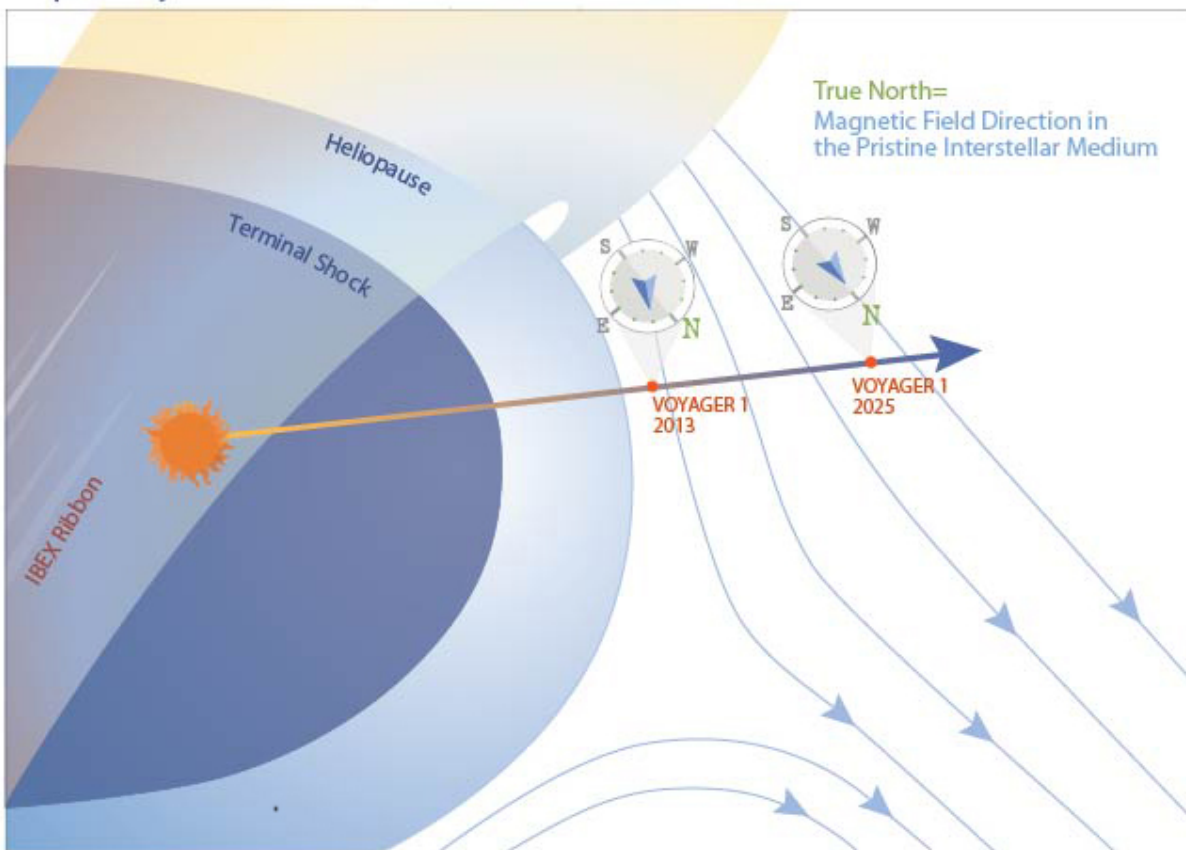 True North=
Magnetic Field Direction in
the Pristine Interstellar Medium
Heliopause
Terminal Shock
S
W
E
N
S
W
E
N
VOYAGER 1
2013
VOYAGER 1
2025
IBEX Ribbon